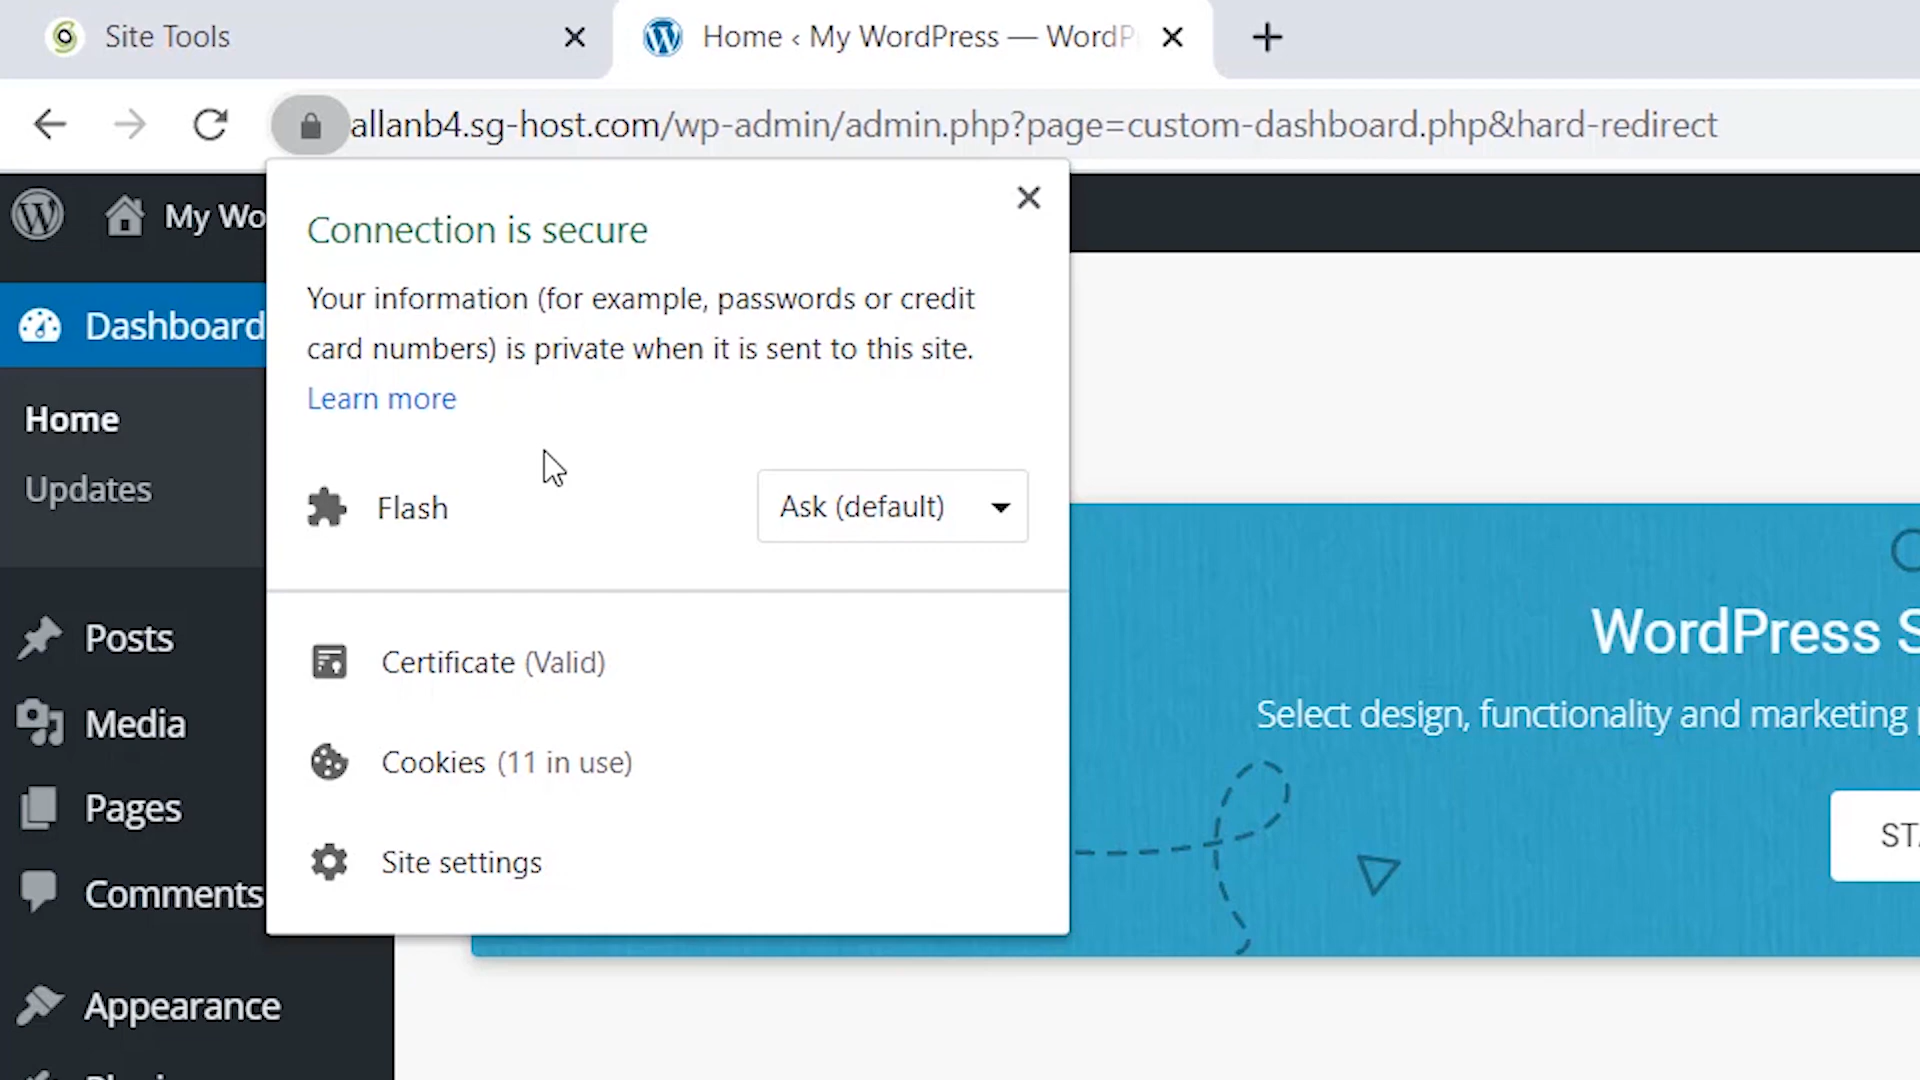 Site Tools
Home ‹ My WordPress — WordP
allanb4.sg-host.com/wp-admin/admin.php?page=custom-dashboard.php&hard-redirect
My Wo
Connection is secure
Your information (for example, passwords or credit
card numbers) is private when it is sent to this site.
Learn more
Flash
Ask (default)
Certificate (Valid)
Cookies (11 in use)
Site settings
Dashboard
Home
Updates
Posts
Media
Pages
Comments
Appearance
WordPress S
Select design, functionality and marketing
STA